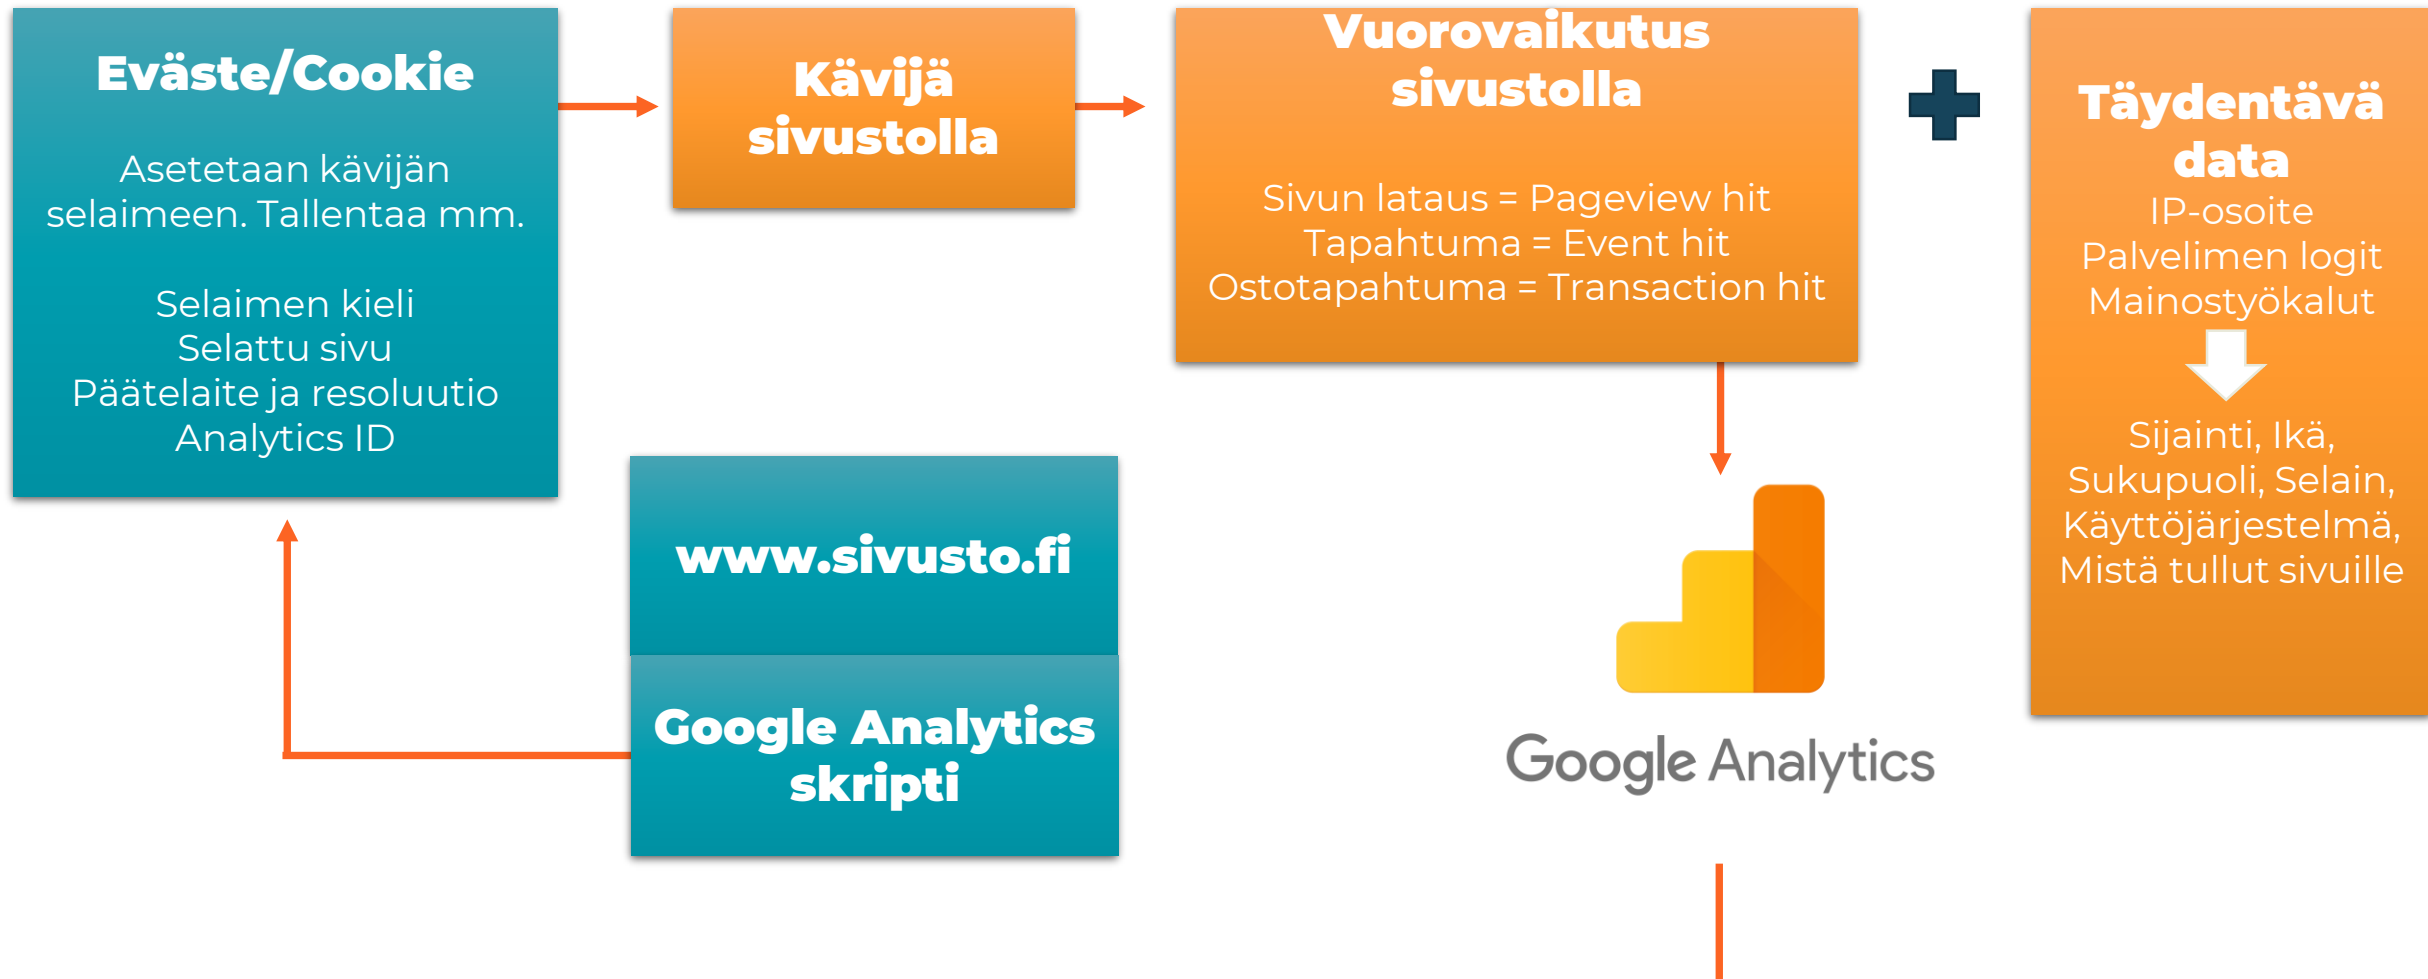 Eväste/Cookie
Asetetaan kävijän
selaimeen. Tallentaa mm.
Selaimen kieli
Selattu sivu
Päätelaite ja resoluutio
Analytics ID
Kävijä
sivustolla
Vuorovaikutus
sivustolla
Sivun lataus = Pageview hit
Tapahtuma = Event hit
Ostotapahtuma = Transaction hit
Täydentävä
data
IP-osoite
Palvelimen logit
Mainostyökalut
Sijainti, Ikä,
Sukupuoli, Selain,
Käyttöjärjestelmä,
Mistä tullut sivuille
www.sivusto.fi
Google Analytics
skripti
Google Analytics